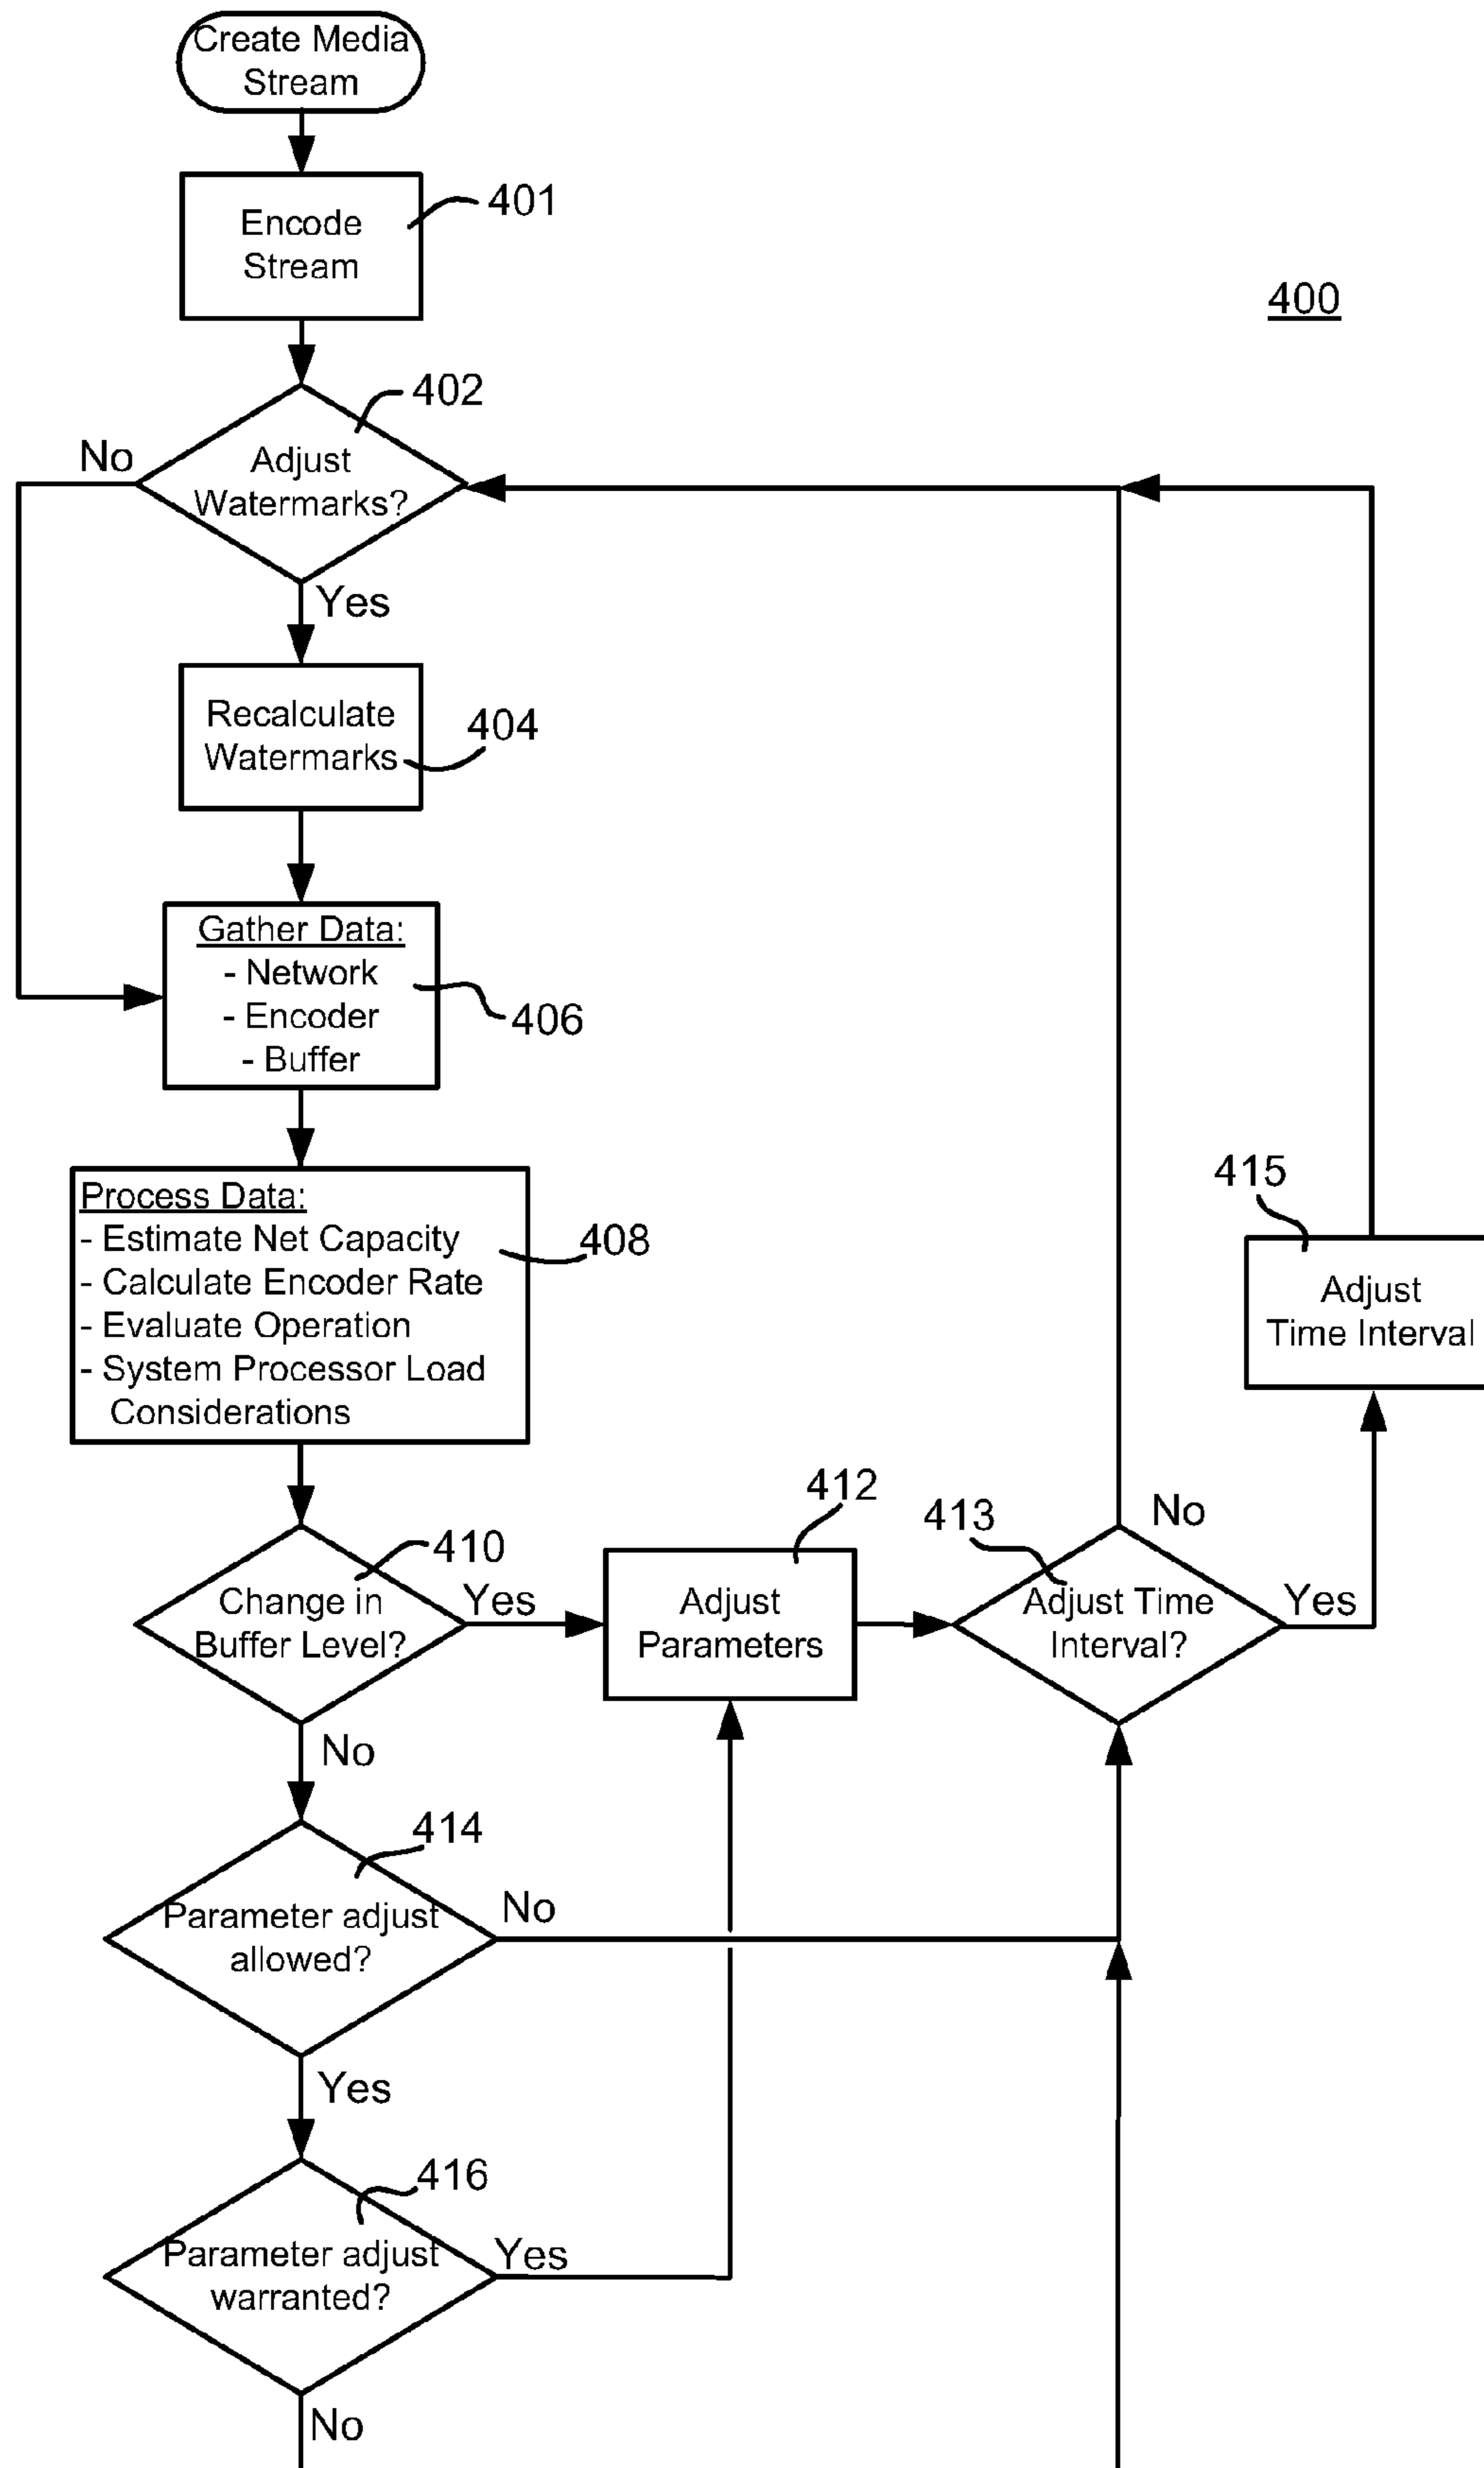 Create Media
Stream
Encode
Stream
401
400
402
Adjust
Watermarks?
No
Yes
Recalculate
Watermarks
404
Gather Data:
- Network
- Encoder
- Buffer
406
Process Data:
- Estimate Net Capacity
- Calculate Encoder Rate
- Evaluate Operation
- System Processor Load
Considerations
408
415
Adjust
Time Interval
410
Change in
Buffer Level?
Yes
No
412
Adjust
Parameters
413
Adjust Time
Interval?
No
Yes
414
Parameter adjust
allowed?
No
Yes
416
Parameter adjust
warranted?
Yes
No